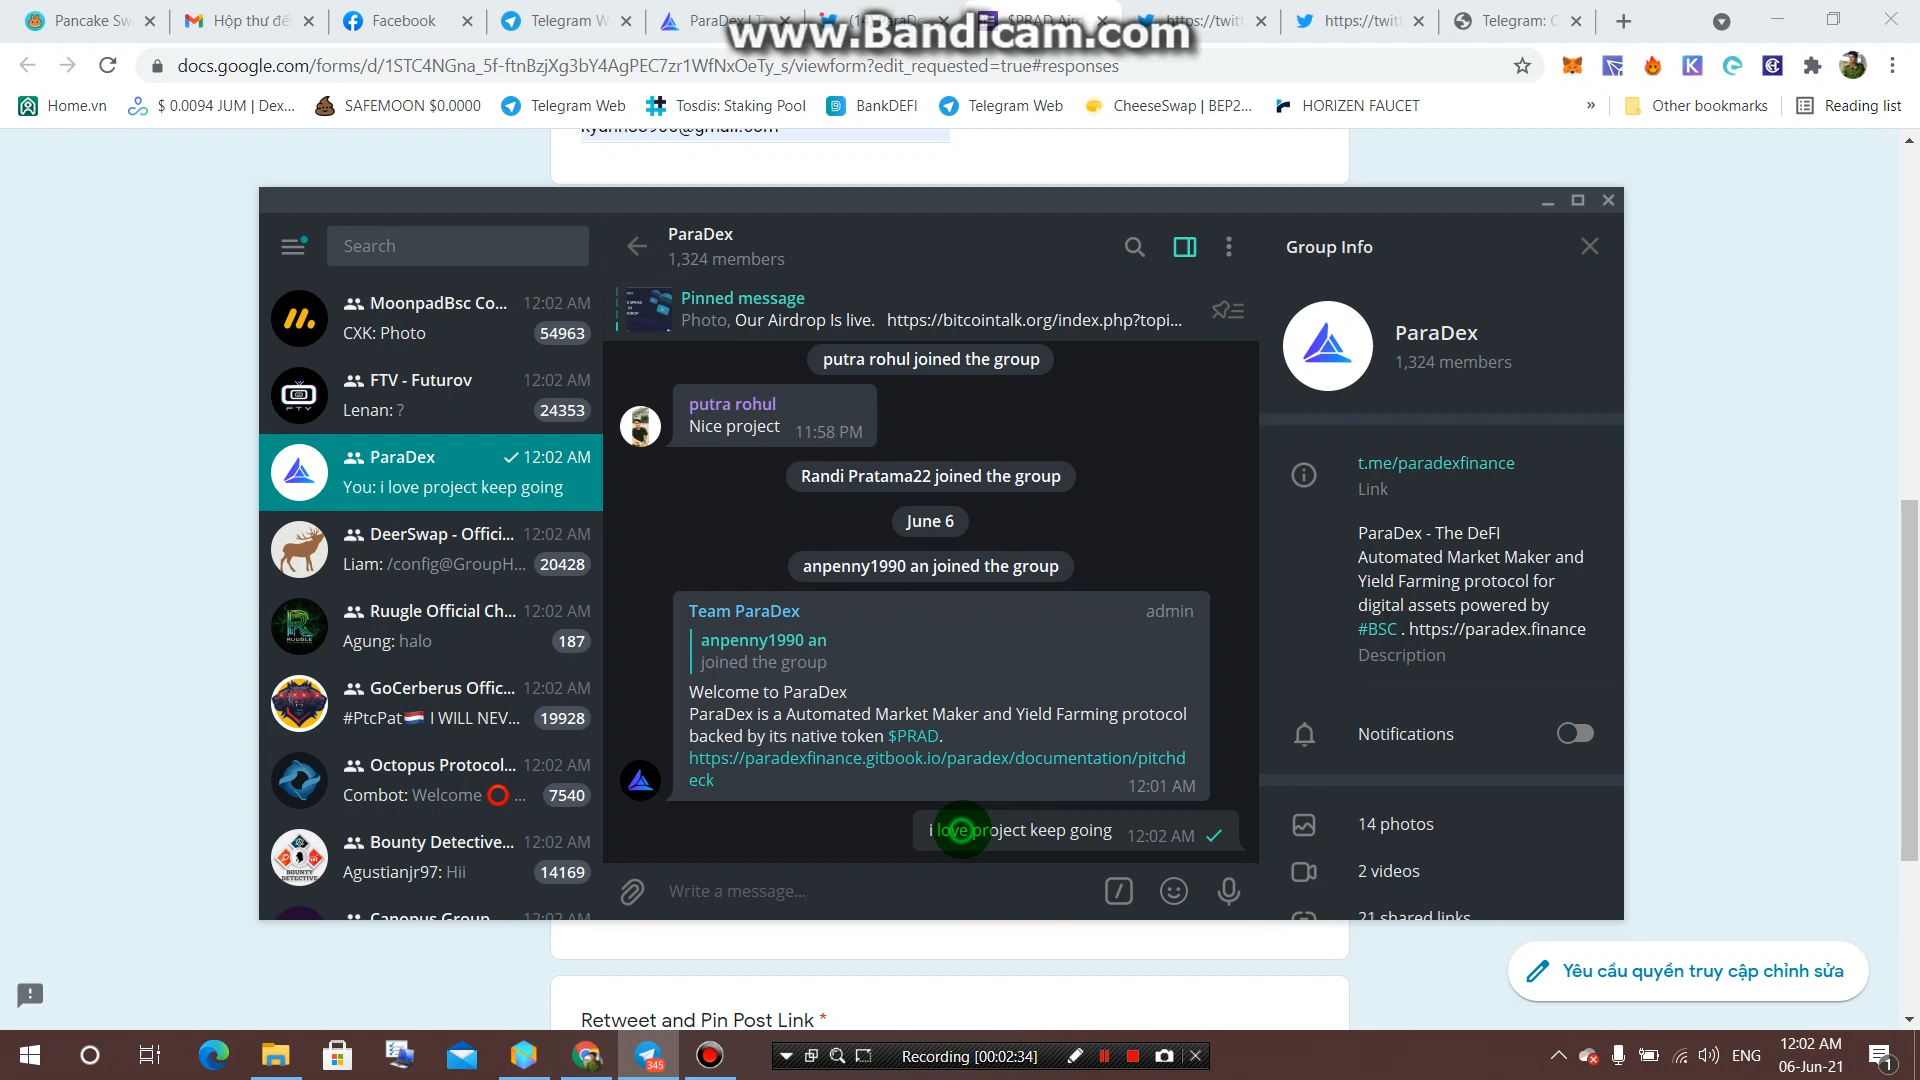 Pancake Sw
Hộp thư đế
Facebook
Telegram W
ParaDex | T
https://twitt
https://twitt
Telegram: C
www.Bandicam.com
docs.google.com/forms/d/1STC4NGna_5f-ftnBzjXg3bY4AgPEC7zr1WfNxOeTy_s/viewform?edit_requested=true#responses
Home.vn
$ 0.0094 JUM | Dex...
SAFEMOON $0.0000
Telegram Web
Tosdis: Staking Pool
BankDEFI
Telegram Web
CheeseSwap | BEP2...
HORIZEN FAUCET
»
Other bookmarks
Reading list
Search
MoonpadBsc Co... 12:02 AM
CXK: Photo 54963
FTV - Futurov 12:02 AM
Lenan: ? 24353
ParaDex 12:02 AM
You: i love project keep going
DeerSwap - Offici... 12:02 AM
Liam: /config@GroupH... 20428
Ruugle Official Ch... 12:02 AM
Agung: halo 187
GoCerberus Offic... 12:02 AM
#PtcPat I WILL NEV... 19928
Octopus Protocol... 12:02 AM
Combot: Welcome ... 7540
Bounty Detective... 12:02 AM
Agustianjr97: Hii 14169
Canopus Group 12:02 AM
ParaDex
1,324 members
Pinned message
Photo, Our Airdrop Is live. https://bitcointalk.org/index.php?topi...
putra rohul joined the group
putra rohul
Nice project 11:58 PM
Randi Pratama22 joined the group
June 6
anpenny1990 an joined the group
Team ParaDex admin
anpenny1990 an
joined the group
Welcome to ParaDex
ParaDex is a Automated Market Maker and Yield Farming protocol
backed by its native token $PRAD.
https://paradexfinance.gitbook.io/paradex/documentation/pitchd
eck
12:01 AM
i love project keep going 12:02 AM
Write a message...
Group Info
ParaDex
1,324 members
t.me/paradexfinance
Link
ParaDex - The DeFI
Automated Market Maker and
Yield Farming protocol for
digital assets powered by
#BSC . https://paradex.finance
Description
Notifications
14 photos
2 videos
21 shared links
Yêu cầu quyền truy cập chỉnh sửa
Retweet and Pin Post Link *
345
Recording [00:02:34]
ENG
12:02 AM
06-Jun-21
1